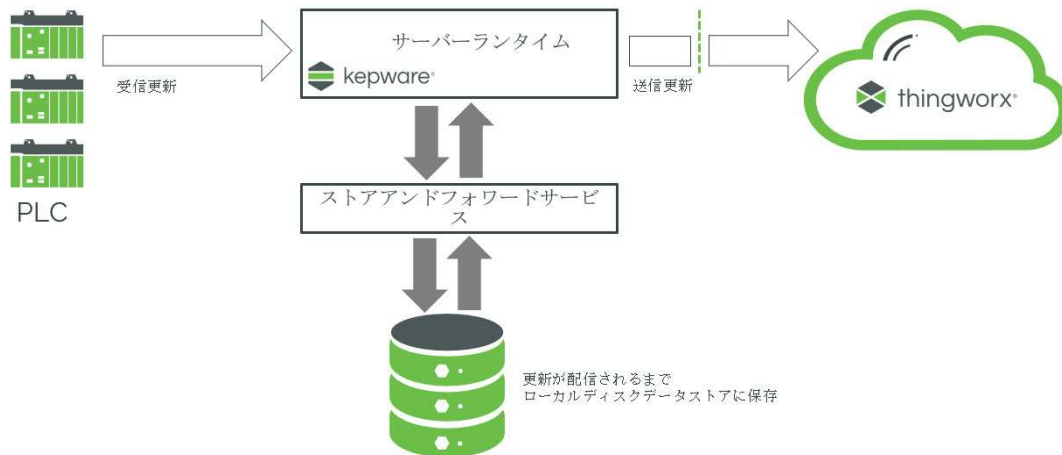 サーバーランタイム
kepware®
受信更新
送信更新
thingworx®
PLC
ストアアンドフォワードサービ
ス
更新が配信されるまで
ローカルディスクデータストアに保存